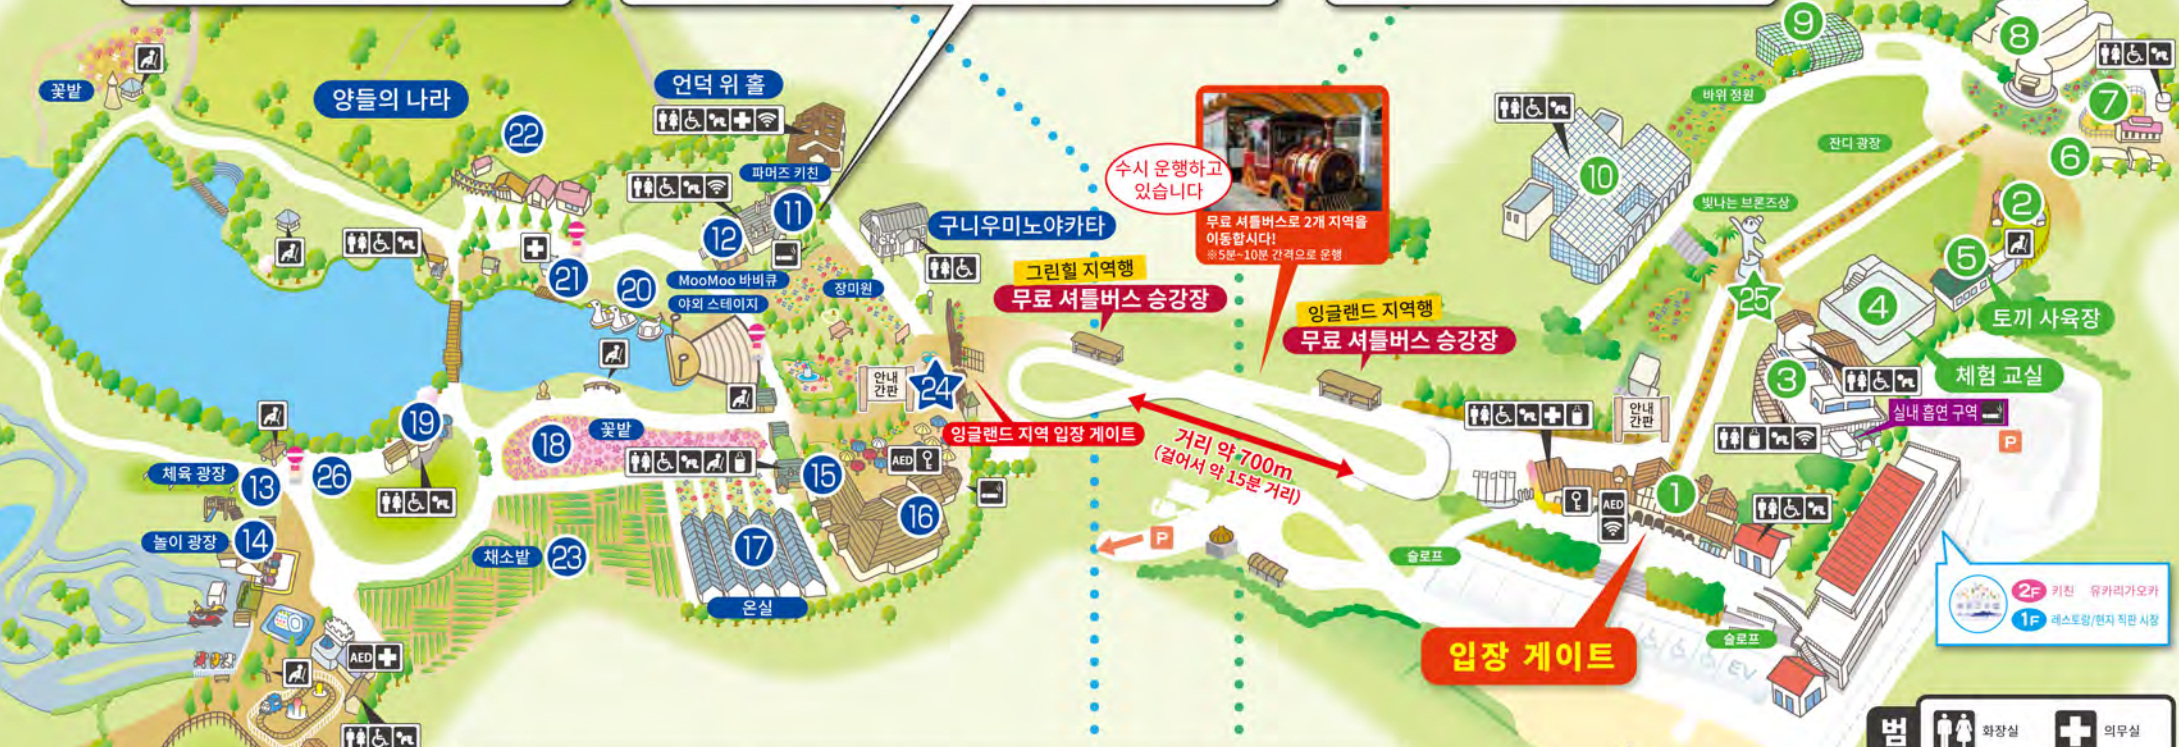 꽃밭
양들의 나라
22
언덕 위 홀
파머즈 키친
11
12
구니우미노야카타
21
20
MooMoo 바비큐
야외 스테이지
장미원
그린힐 지역행
무료 셔틀버스 승강장
수시 운행하고
있습니다
무료 셔틀버스로 2개 지역을
이동합시다!
※5분~10분 간격으로 운행
잉글랜드 지역행
무료 셔틀버스 승강장
9
8
7
6
바위 정원
잔디 광장
10
빛나는 브론즈상
2
5
25
4
토끼 사육장
3
체험 교실
실내 흡연 구역
안내
간판
P
안내
간판
24
잉글랜드 지역 입장 게이트
거리 약 700m
(걸어서 약 15분 거리)
19
18
꽃밭
체육 광장
13
26
15
AED
16
놀이 광장
14
채소밭
23
17
온실
P
슬로프
AED
1
입장 게이트
슬로프
EV
2F 키친 유카리가오카
1F 레스토랑/현지 직판 시장
AED
범
화장실
의무실